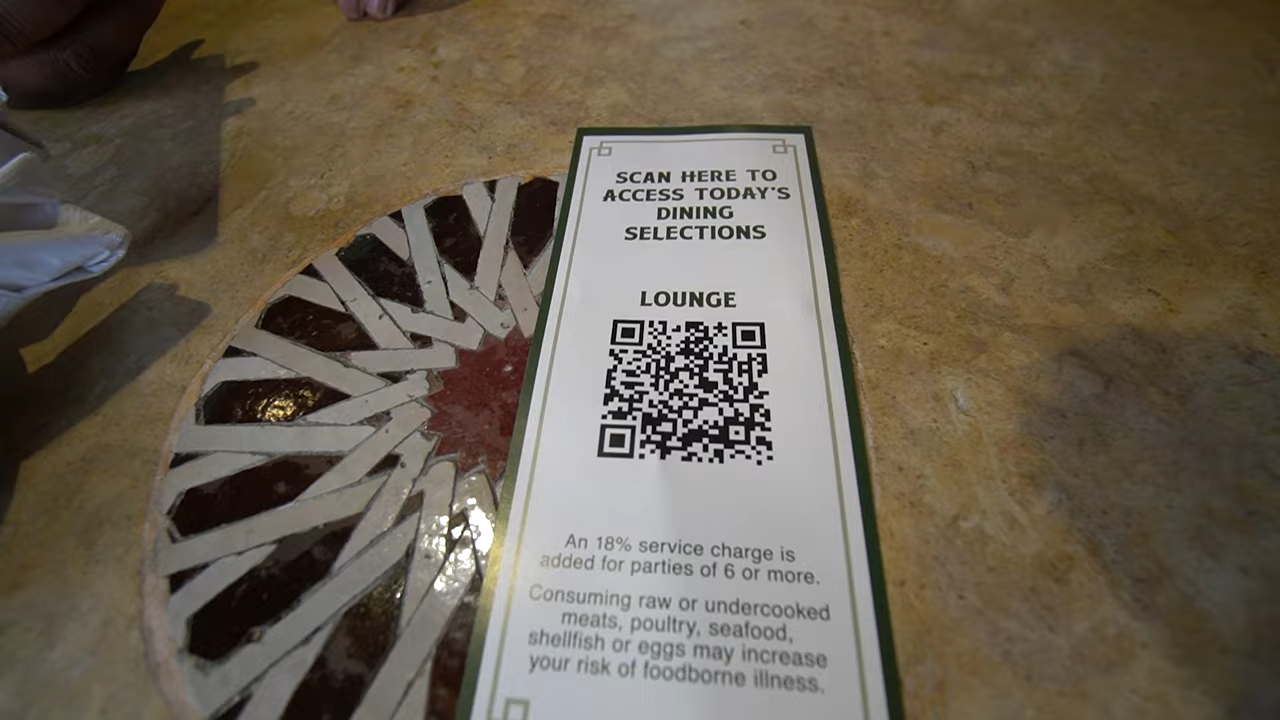 SCAN HERE TO
ACCESS TODAY'S
DINING
SELECTIONS
LOUNGE
An 18% service charge is
added for parties of 6 or more.
Consuming raw or undercooked
meats, poultry, seafood,
shellfish or eggs may increase
your risk of foodborne illness.